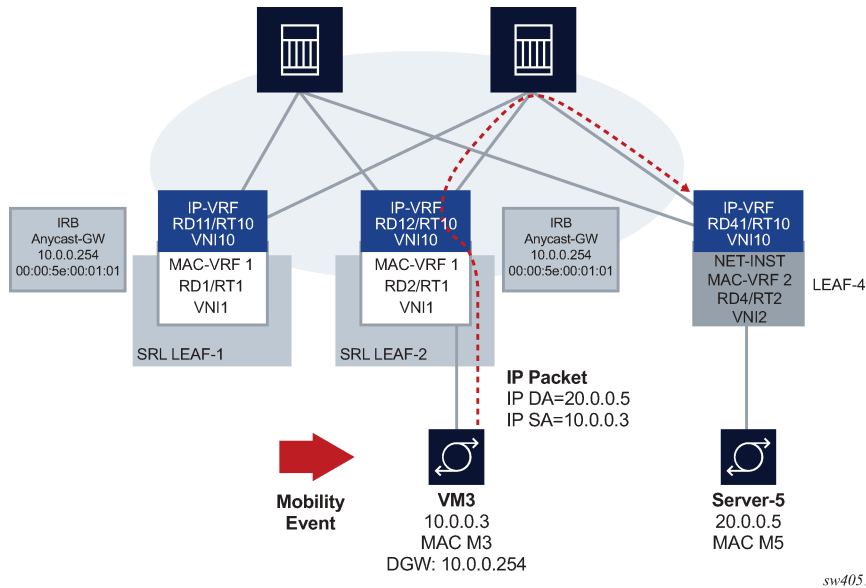 IP-VRF
RD11/RT10
VNI10
IP-VRF
RD12/RT10
VNI10
IP-VRF
RD41/RT10
VNI10
IRB
Anycast-GW
10.0.0.254
00:00:5e:00:01:01
IRB
Anycast-GW
10.0.0.254
00:00:5e:00:01:01
MAC-VRF 1
RD1/RT1
VNI1
MAC-VRF 1
RD2/RT1
VNI1
NET-INST
MAC-VRF 2
RD4/RT2
VNI2
LEAF-4
SRL LEAF-1
SRL LEAF-2
IP Packet
IP DA=20.0.0.5
IP SA=10.0.0.3
Mobility
Event
VM3
10.0.0.3
MAC M3
DGW: 10.0.0.254
Server-5
20.0.0.5
MAC M5
sw405